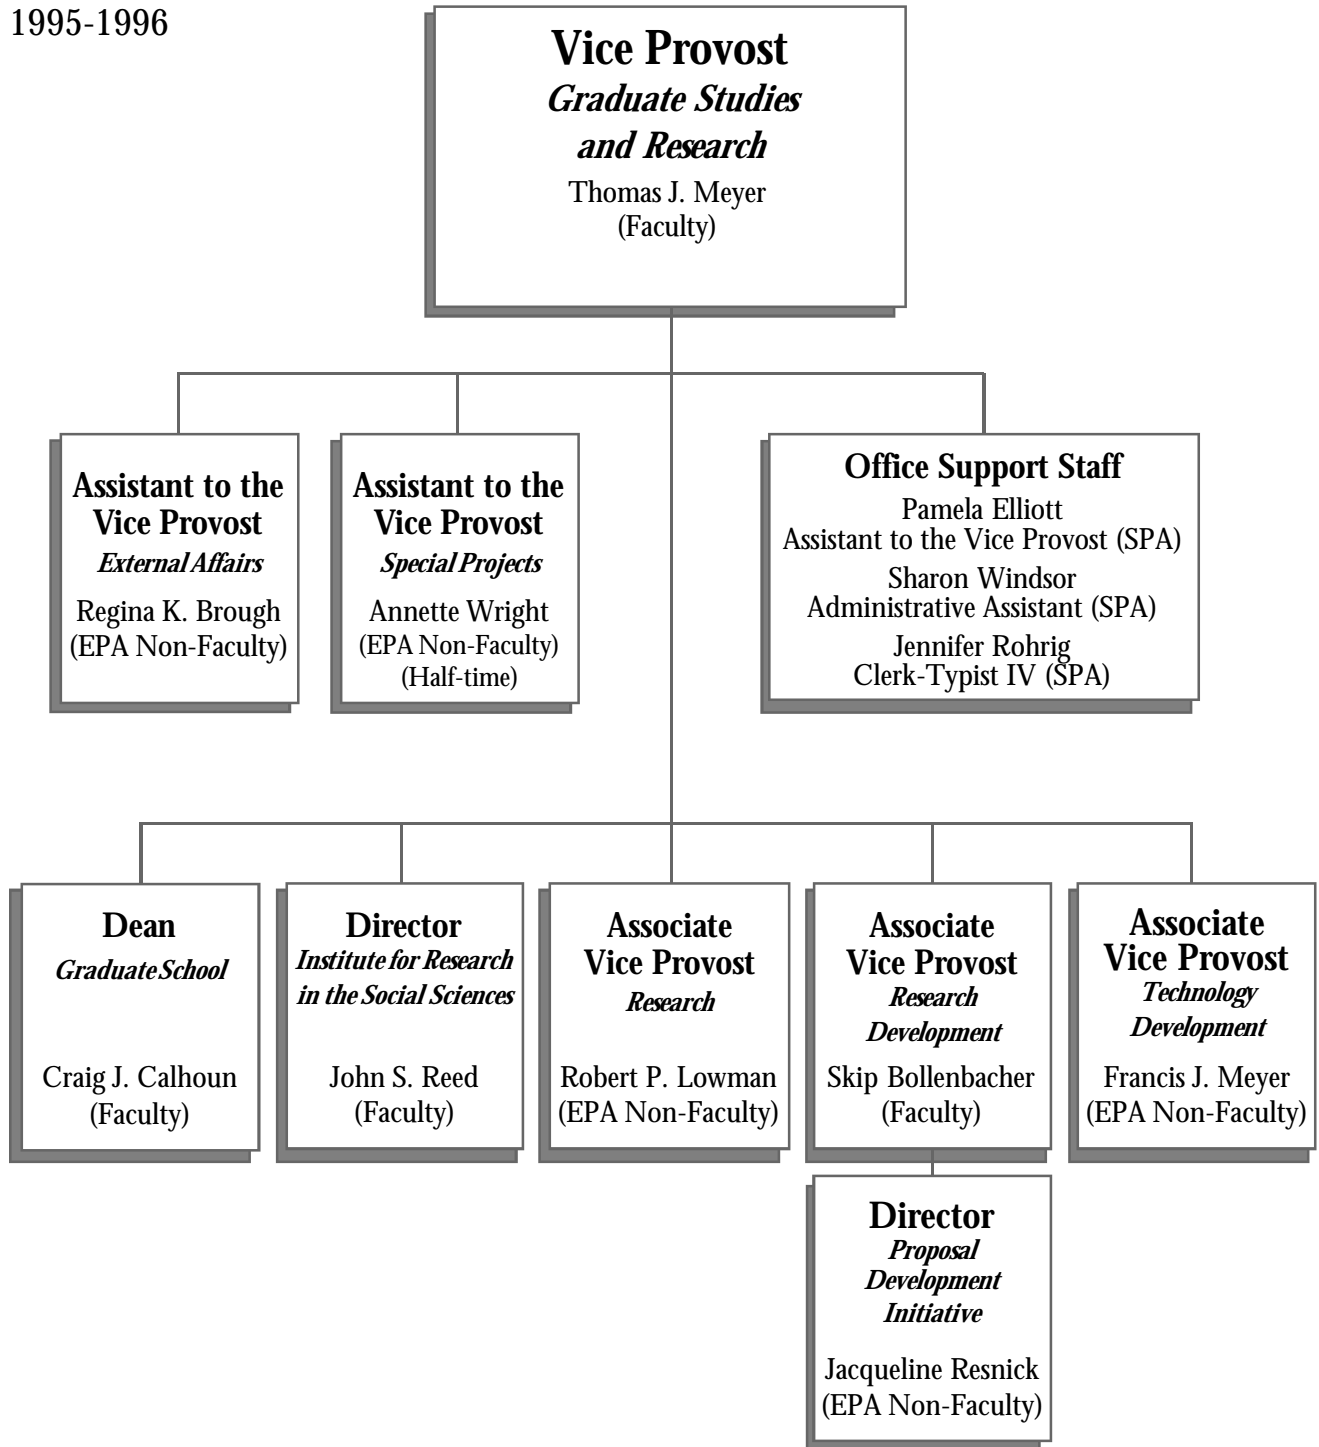 1995-1996
Vice Provost
Graduate Studies
and Research
Thomas J. Meyer
(Faculty)
Assistant to the
Vice Provost
External Affairs
Regina K. Brough
(EPA Non-Faculty)
Assistant to the
Vice Provost
Special Projects
Annette Wright
(EPA Non-Faculty)
(Half-time)
Office Support Staff
Pamela Elliott
Assistant to the Vice Provost (SPA)
Sharon Windsor
Administrative Assistant (SPA)
Jennifer Rohrig
Clerk-Typist IV (SPA)
Dean
Graduate School
Craig J. Calhoun
(Faculty)
Director
Institute for Research
in the Social Sciences
John S. Reed
(Faculty)
Associate
Vice Provost
Research
Robert P. Lowman
(EPA Non-Faculty)
Associate
Vice Provost
Research
Development
Skip Bollenbacher
(Faculty)
Associate
Vice Provost
Technology
Development
Francis J. Meyer
(EPA Non-Faculty)
Director
Proposal
Development
Initiative
Jacqueline Resnick
(EPA Non-Faculty)